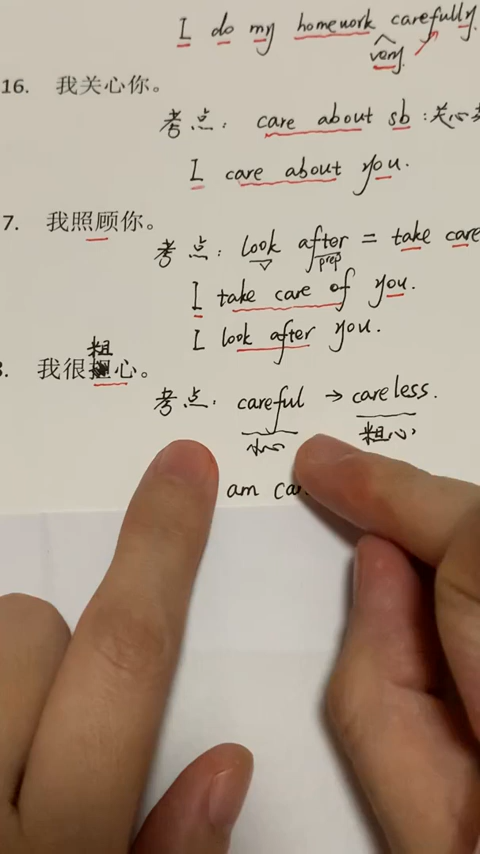 I do my homework carefully.
very
16. 我关心你。
考点: care about sb :关心
I care about you.
7. 我照顾你。
考点: look after = take care
v prep
I take care of you.
I look after you.
粗
我很心。
考点: careful → careless.
小心 粗心
am